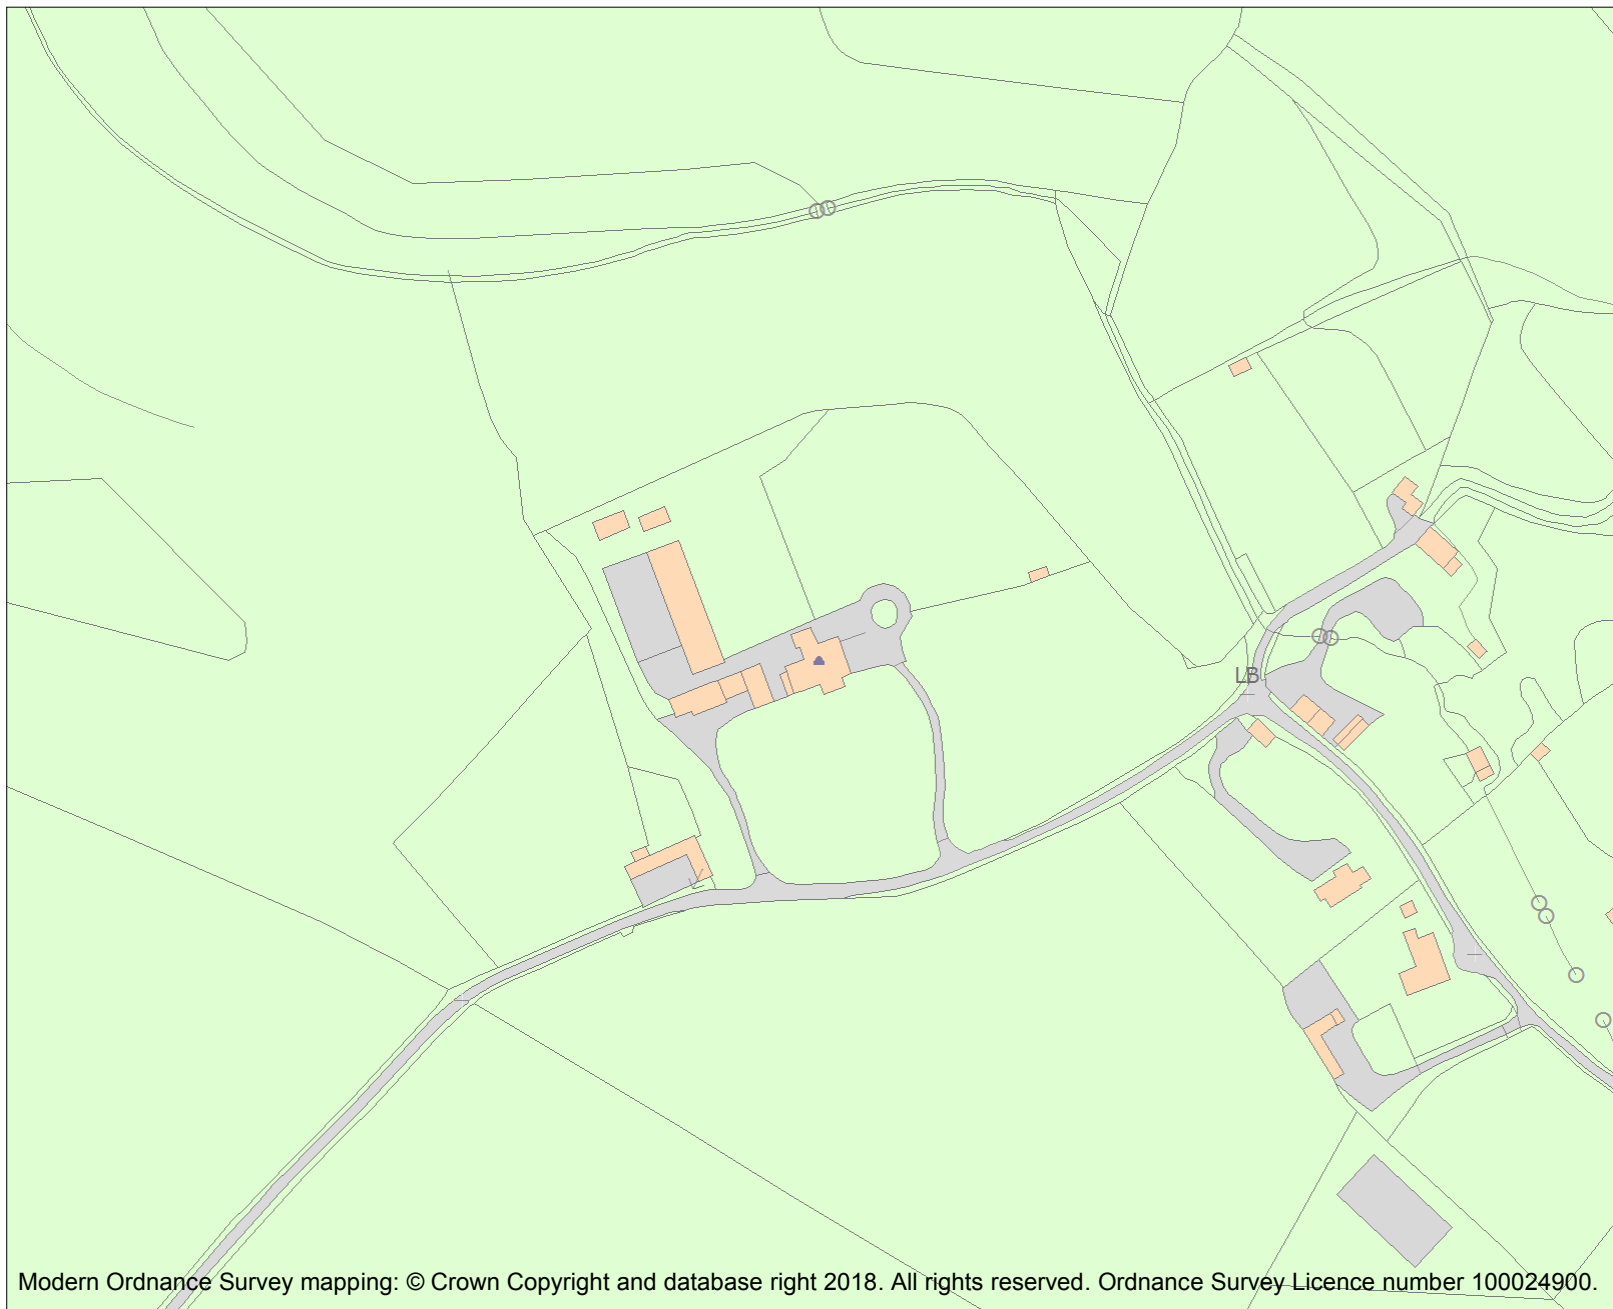 LB
Modern Ordnance Survey mapping: © Crown Copyright and database right 2018. All rights reserved. Ordnance Survey Licence number 100024900.